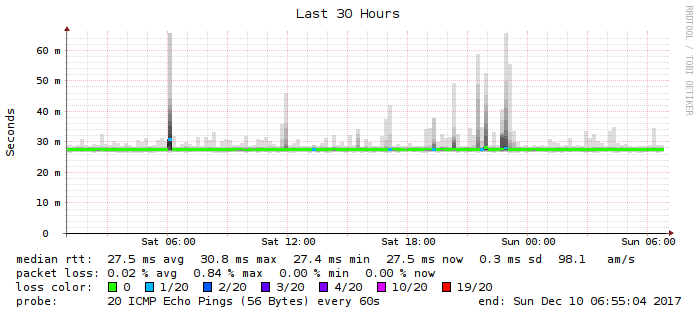 Last 30 Hours
RRDTOOL / TOBI OETIKER
Seconds
60 m
50 m
40 m
30 m
20 m
10 m
0
Sat 06:00 Sat 12:00 Sat 18:00 Sun 00:00 Sun 06:00
median rtt: 27.5 ms avg 30.8 ms max 27.4 ms min 27.5 ms now 0.3 ms sd 98.1 am/s
packet loss: 0.02 % avg 0.84 % max 0.00 % min 0.00 % now
loss color: 0 1/20 2/20 3/20 4/20 10/20 19/20
probe: 20 ICMP Echo Pings (56 Bytes) every 60s end: Sun Dec 10 06:55:04 2017